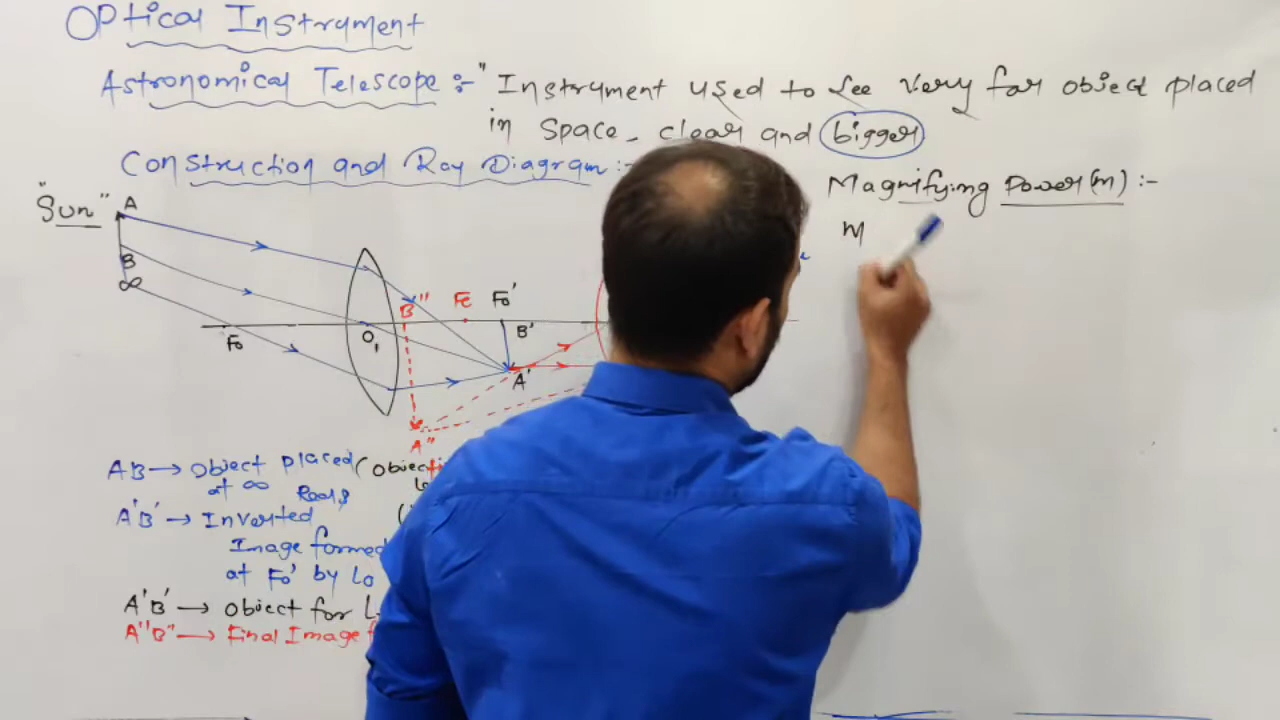 Optical Instrument
Astronomical Telescope :- "Instrument used to see very far object placed
in space clear and bigger
Construction and Ray Diagram :-
Magnifying Power (m) :-
"Sun"
A
M
B
∞
B"
Fe
Fo'
B'
Fo
O1
A'
A"
AB → Object placed (Objecti
at ∞
Real &
A'B' → Inverted
Image formed
at Fo' by Lo
A'B' → Object for L
A"B" → Final Image f